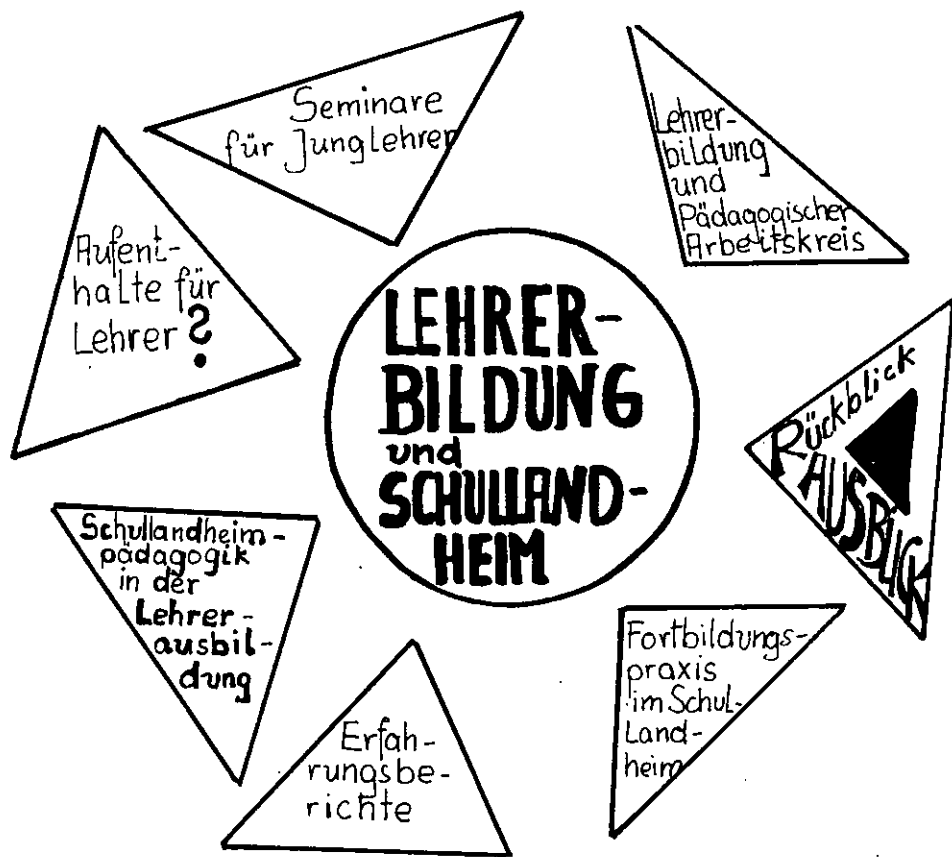 Seminare
für Junglehrer
Lehrer-
bildung
und
Pädagogischer
Arbeitskreis
Aufent-
halte für
Lehrer?
LEHRER-
BILDUNG
und
SCHULLAND-
HEIM
Rückblick
AUSBLICK
Schullandheim-
pädagogik
in der
Lehrer-
ausbil-
dung
Fortbildungs-
praxis
im Schul-
Land-
heim
Erfah-
rungsbe-
richte